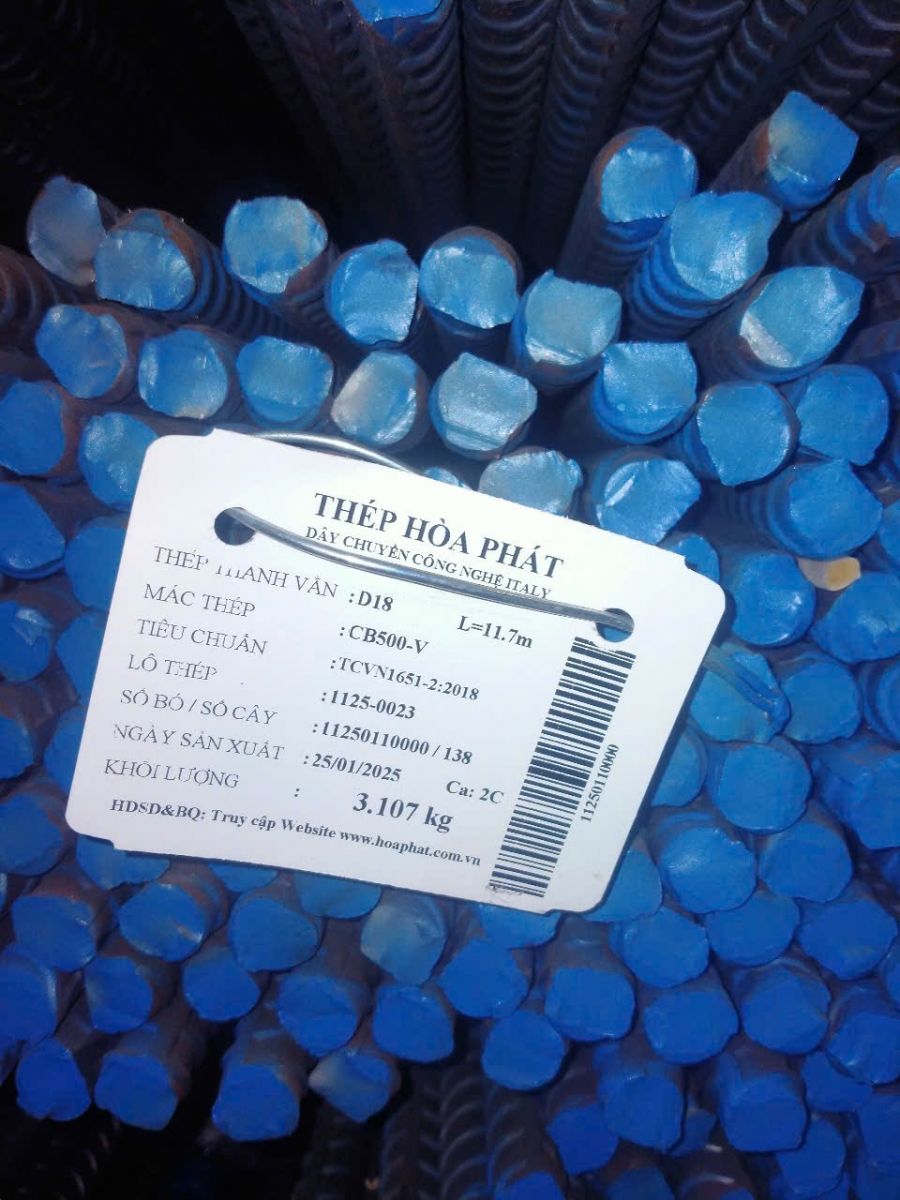 THÉP HÒA PHÁT
DÂY CHUYỀN CÔNG NGHỆ ITALY
THÉP THANH VẰN : D18 L=11.7m
MÁC THÉP : CB500-V
TIÊU CHUẨN : TCVN1651-2:2018
LÔ THÉP : 1125-0023
SỐ BÓ / SỐ CÂY : 11250110000 / 138
NGÀY SẢN XUẤT : 25/01/2025 Ca: 2C
KHỐI LƯỢNG : 3.107 kg
HDSD&BQ: Truy cập Website www.hoaphat.com.vn
11250110000